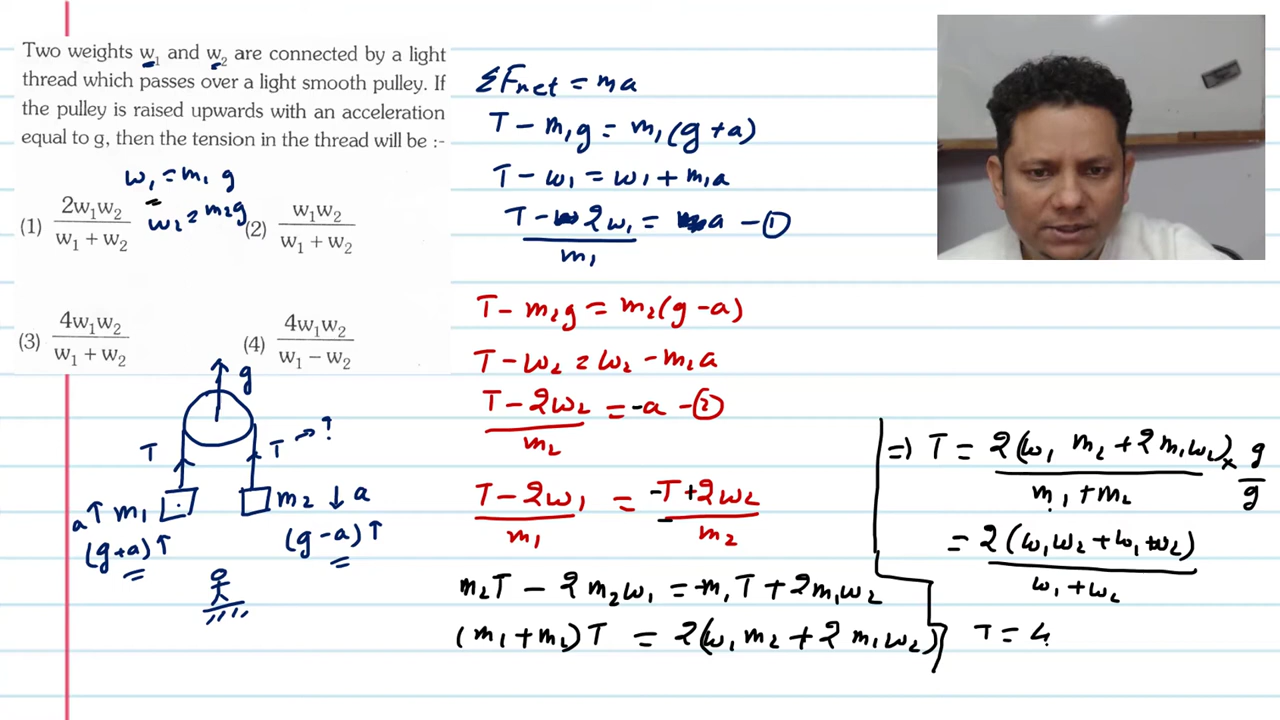 Two weights w₁ and w₂ are connected by a light
thread which passes over a light smooth pulley. If
the pulley is raised upwards with an acceleration
equal to g, then the tension in the thread will be :-
w₁ = m₁ g
w₂ = m₂g
(1) 2w₁w₂ / w₁ + w₂
(2) w₁w₂ / w₁ + w₂
(3) 4w₁w₂ / w₁ + w₂
(4) 4w₁w₂ / w₁ − w₂
g
T T → ?
a ↑ m₁ m₂ ↓ a
(g+a) ↑ (g−a) ↑
ΣFnet = ma
T − m₁g = m₁(g+a)
T − w₁ = w₁ + m₁a
T − 2w₁ / m₁ = a − ①
T − m₂g = m₂(g−a)
T − w₂ = w₂ − m₂a
T − 2w₂ / m₂ = −a − ②
T − 2w₁ / m₁ = −T + 2w₂ / m₂
m₂T − 2m₂w₁ = −m₁T + 2m₁w₂
(m₁+m₂)T = 2(w₁m₂ + 2m₁w₂)
⇒ T = 2(w₁ m₂ + 2m₁w₂) / m₁ + m₂ × g / g
= 2(w₁w₂ + w₁+w₂) / w₁ + w₂
T = 4